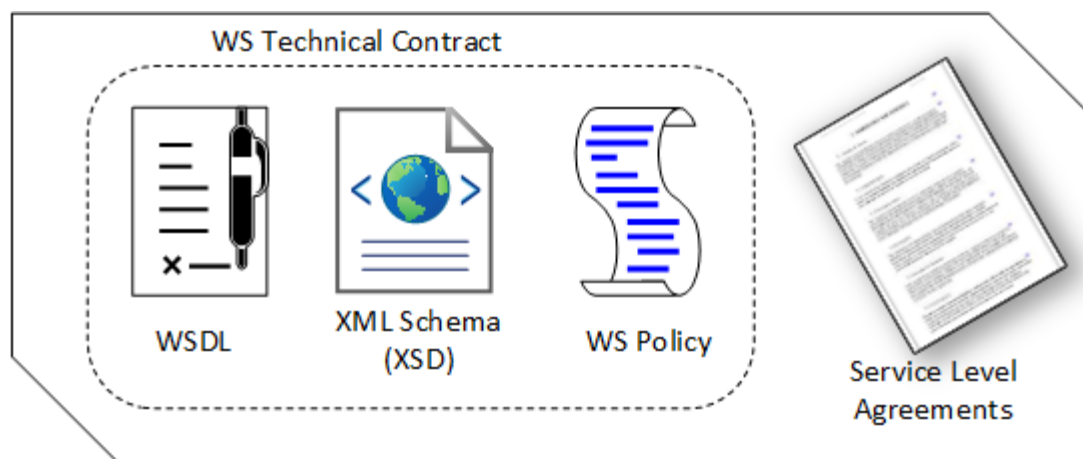 WS Technical Contract
WSDL
XML Schema
(XSD)
WS Policy
Service Level
Agreements